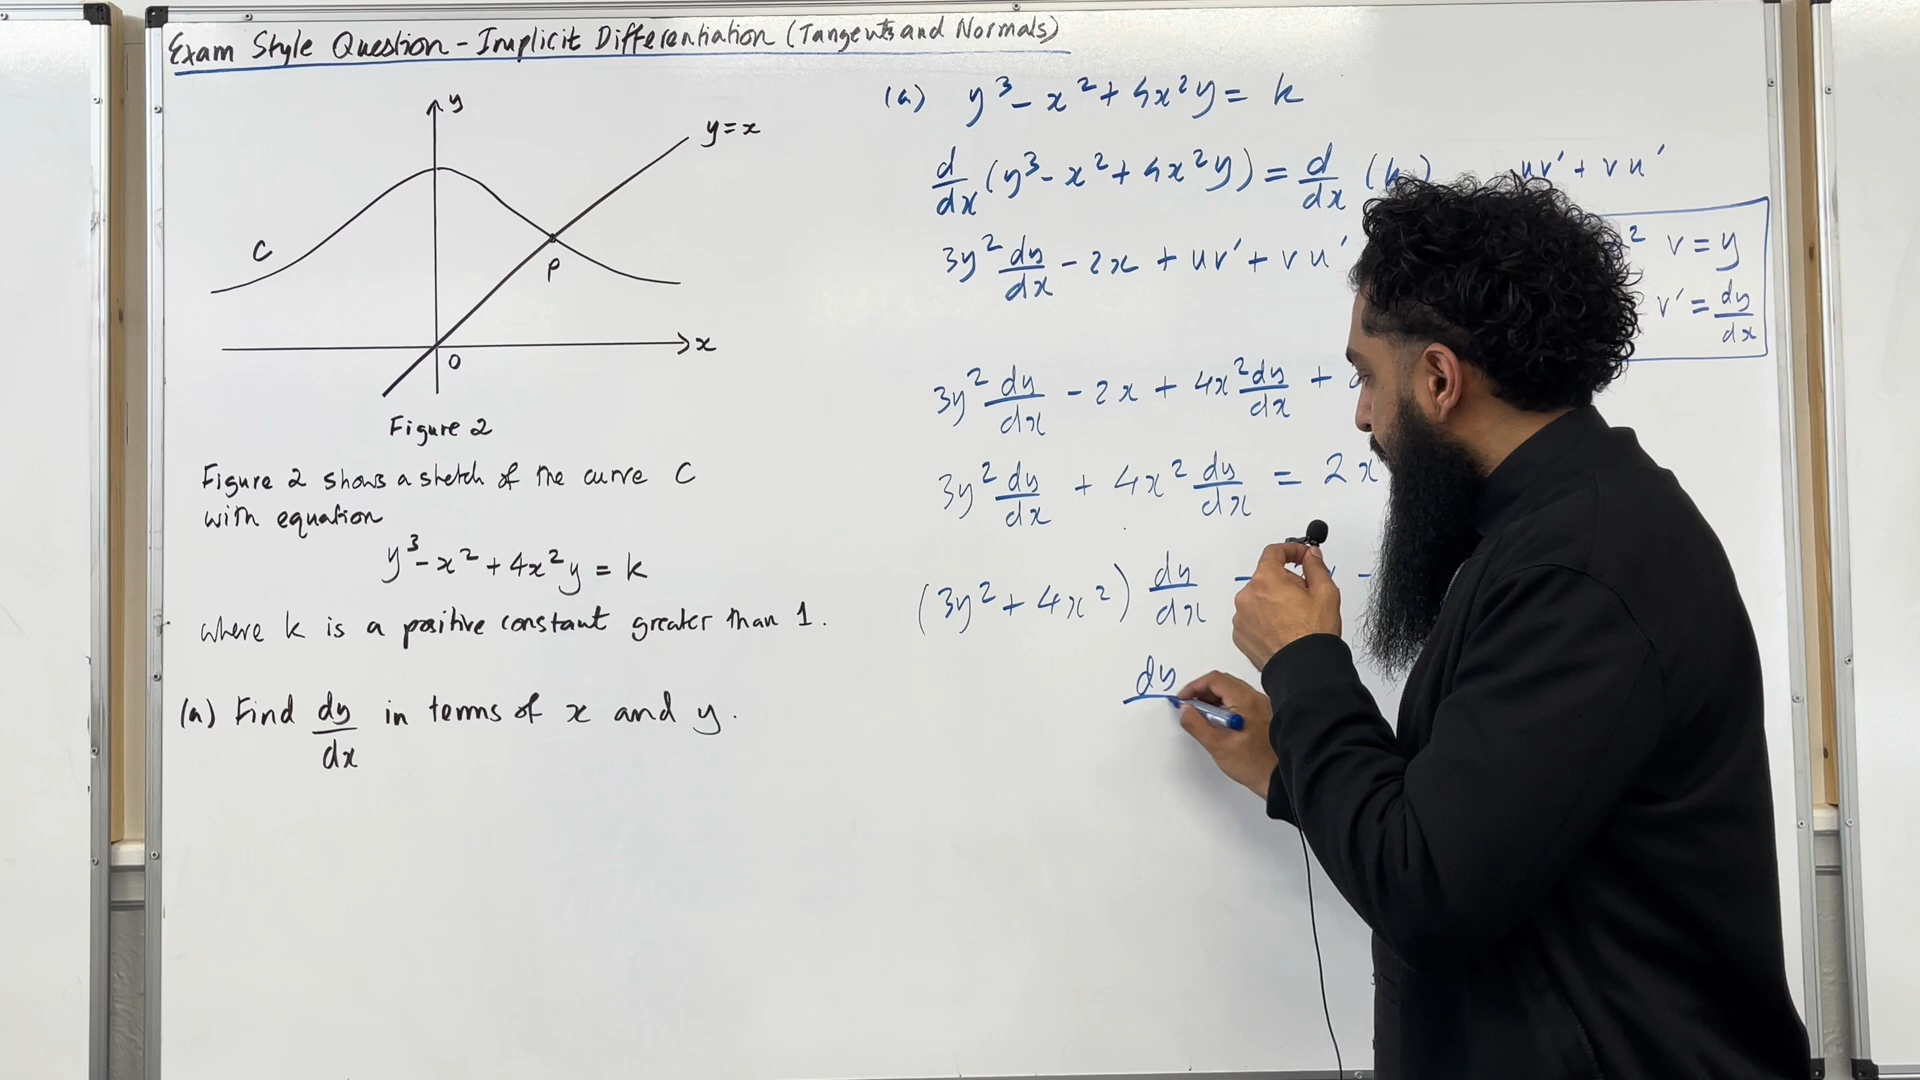 Exam Style Question - Implicit Differentiation (Tangents and Normals)
y
y = x
C
P
x
O
Figure 2
Figure 2 shows a sketch of the curve C
with equation
y³ - x² + 4x²y = k
where k is a positive constant greater than 1.
(a) Find dy/dx in terms of x and y.
(a) y³ - x² + 4x²y = k
d/dx (y³ - x² + 4x²y) = d/dx (k)
uv' + vu'
3y² dy/dx - 2x + uv' + vu'
² v = y
v' = dy/dx
3y² dy/dx - 2x + 4x² dy/dx +
3y² dy/dx + 4x² dy/dx = 2x
(3y² + 4x²) dy/dx
dy